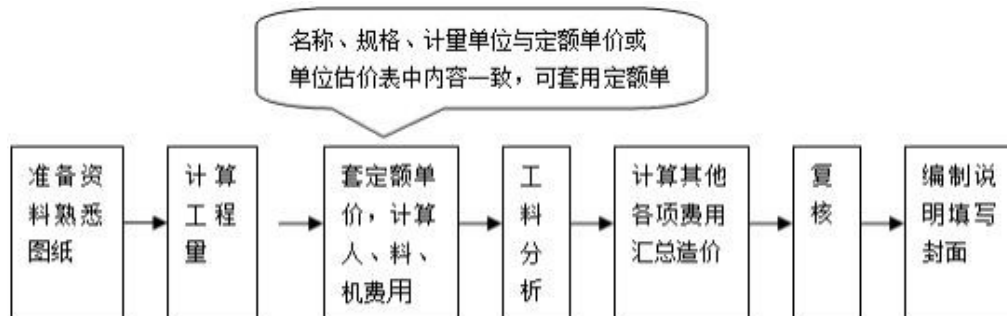 名称、规格、计量单位与定额单价或
单位估价表中内容一致，可套用定额单
准备资
料熟悉
图纸
计算
工程
量
套定额单
价，计算
人、料、
机费用
工
料
分
析
计算其他
各项费用
汇总造价
复
核
编制说
明填写
封面